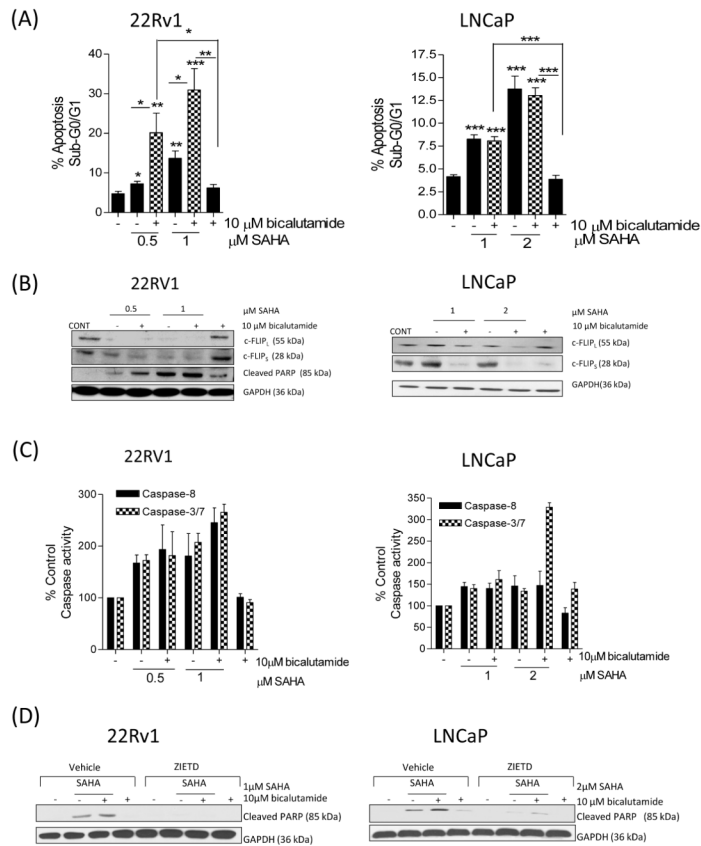 (A)
22Rv1
LNCaP
% Apoptosis
Sub-G0/G1
50
40
30
20
10
0
* ** * *** * **
* **
- - + - + +
10 μM bicalutamide
0.5 1
μM SAHA
% Apoptosis
Sub-G0/G1
17.5
15.0
12.5
10.0
7.5
5.0
2.5
0.0
***
*** *** ***
*** ***
- - + - + +
10 μM bicalutamide
1 2
μM SAHA
(B)
22RV1
LNCaP
0.5 1 μM SAHA
CONT - + - + + 10 μM bicalutamide
c-FLIPL (55 kDa)
c-FLIPS (28 kDa)
Cleaved PARP (85 kDa)
GAPDH (36 kDa)
1 2 μM SAHA
CONT - + - + + 10 μM bicalutamide
c-FLIPL (55 kDa)
c-FLIPS (28 kDa)
GAPDH(36 kDa)
(C)
22RV1
LNCaP
% Control
Caspase activity
300
200
100
0
Caspase-8
Caspase-3/7
- - + - + +
10μM bicalutamide
0.5 1
μM SAHA
% Control
Caspase activity
350
300
250
200
150
100
50
0
Caspase-8
Caspase-3/7
- - + - + +
10μM bicalutamide
1 2
μM SAHA
(D)
22Rv1
LNCaP
Vehicle ZIETD
SAHA SAHA 1μM SAHA
- - + + - - + + 10μM bicalutamide
Cleaved PARP (85 kDa)
GAPDH (36 kDa)
Vehicle ZIETD
SAHA SAHA 2μM SAHA
- - + + - - + + 10 μM bicalutamide
Cleaved PARP (85 kDa)
GAPDH (36 kDa)